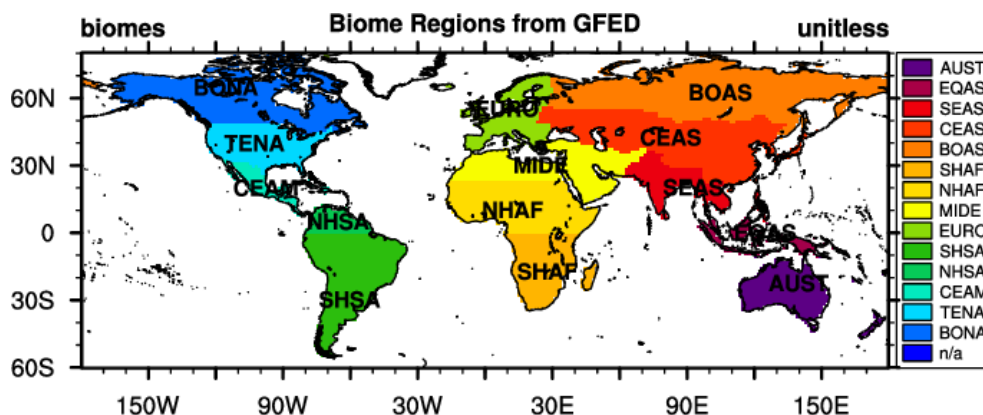 Biome Regions from GFED
biomes
unitless
60N
30N
0
30S
60S
150W
90W
30W
30E
90E
150E
BONA
TENA
CEAM
NHSA
SHSA
EURO
MIDE
NHAF
SHAF
BOAS
CEAS
SEAS
EQAS
AUST
AUST
EQAS
SEAS
CEAS
BOAS
SHAF
NHAF
MIDE
EURO
SHSA
NHSA
CEAM
TENA
BONA
n/a